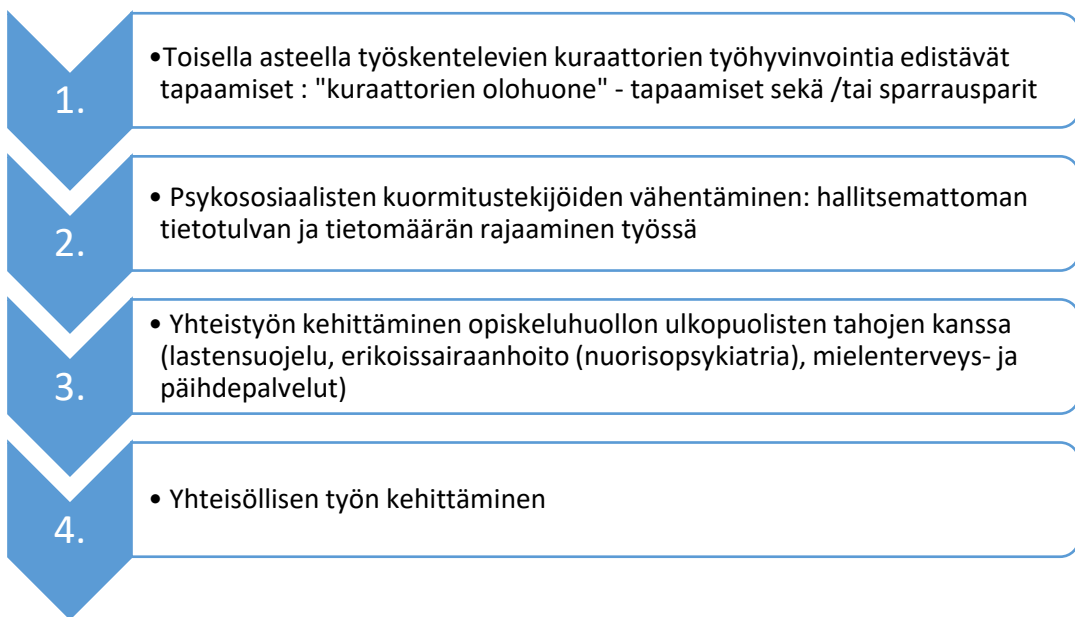 1.
•Toisella asteella työskentelevien kuraattorien työhyvinvointia edistävät
tapaamiset : "kuraattorien olohuone" - tapaamiset sekä /tai sparrausparit
2.
• Psykososiaalisten kuormitustekijöiden vähentäminen: hallitsemattoman
tietotulvan ja tietomäärän rajaaminen työssä
3.
• Yhteistyön kehittäminen opiskeluhuollon ulkopuolisten tahojen kanssa
(lastensuojelu, erikoissairaanhoito (nuorisopsykiatria), mielenterveys- ja
päihdepalvelut)
4.
• Yhteisöllisen työn kehittäminen